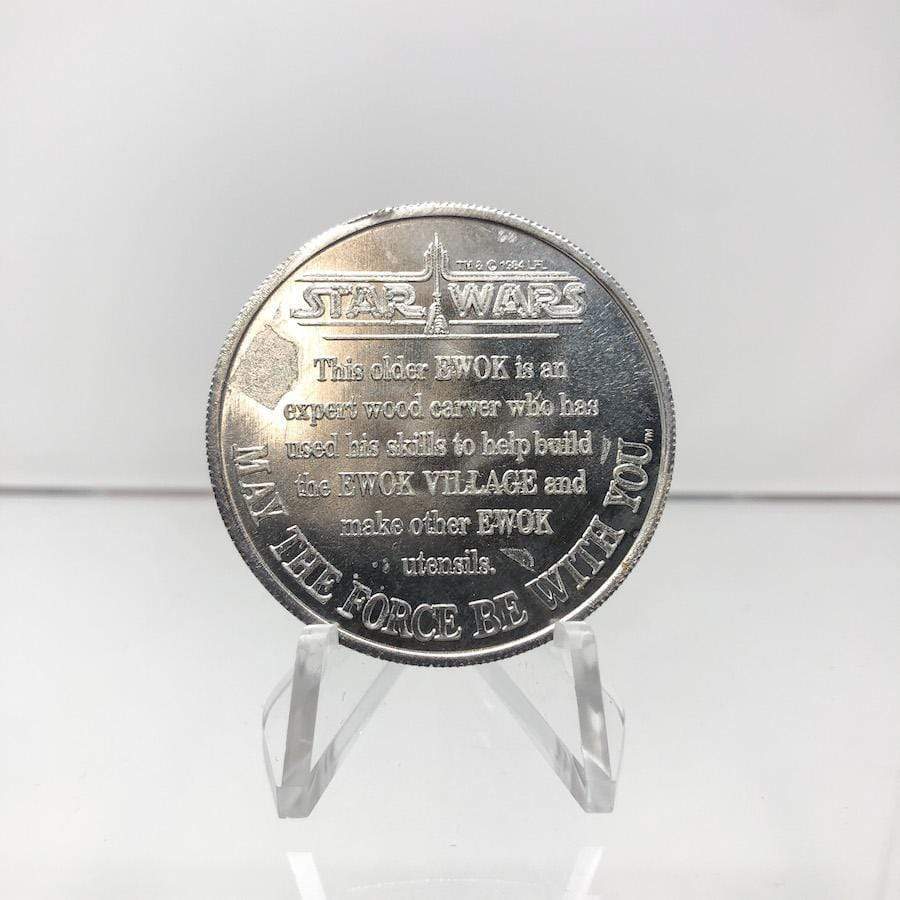 TM & © 1984 LFL
STAR WARS
This older EWOK is an
expert wood carver who has
used his skills to help build
the EWOK VILLAGE and
make other EWOK
utensils.
MAY THE FORCE BE WITH YOU™